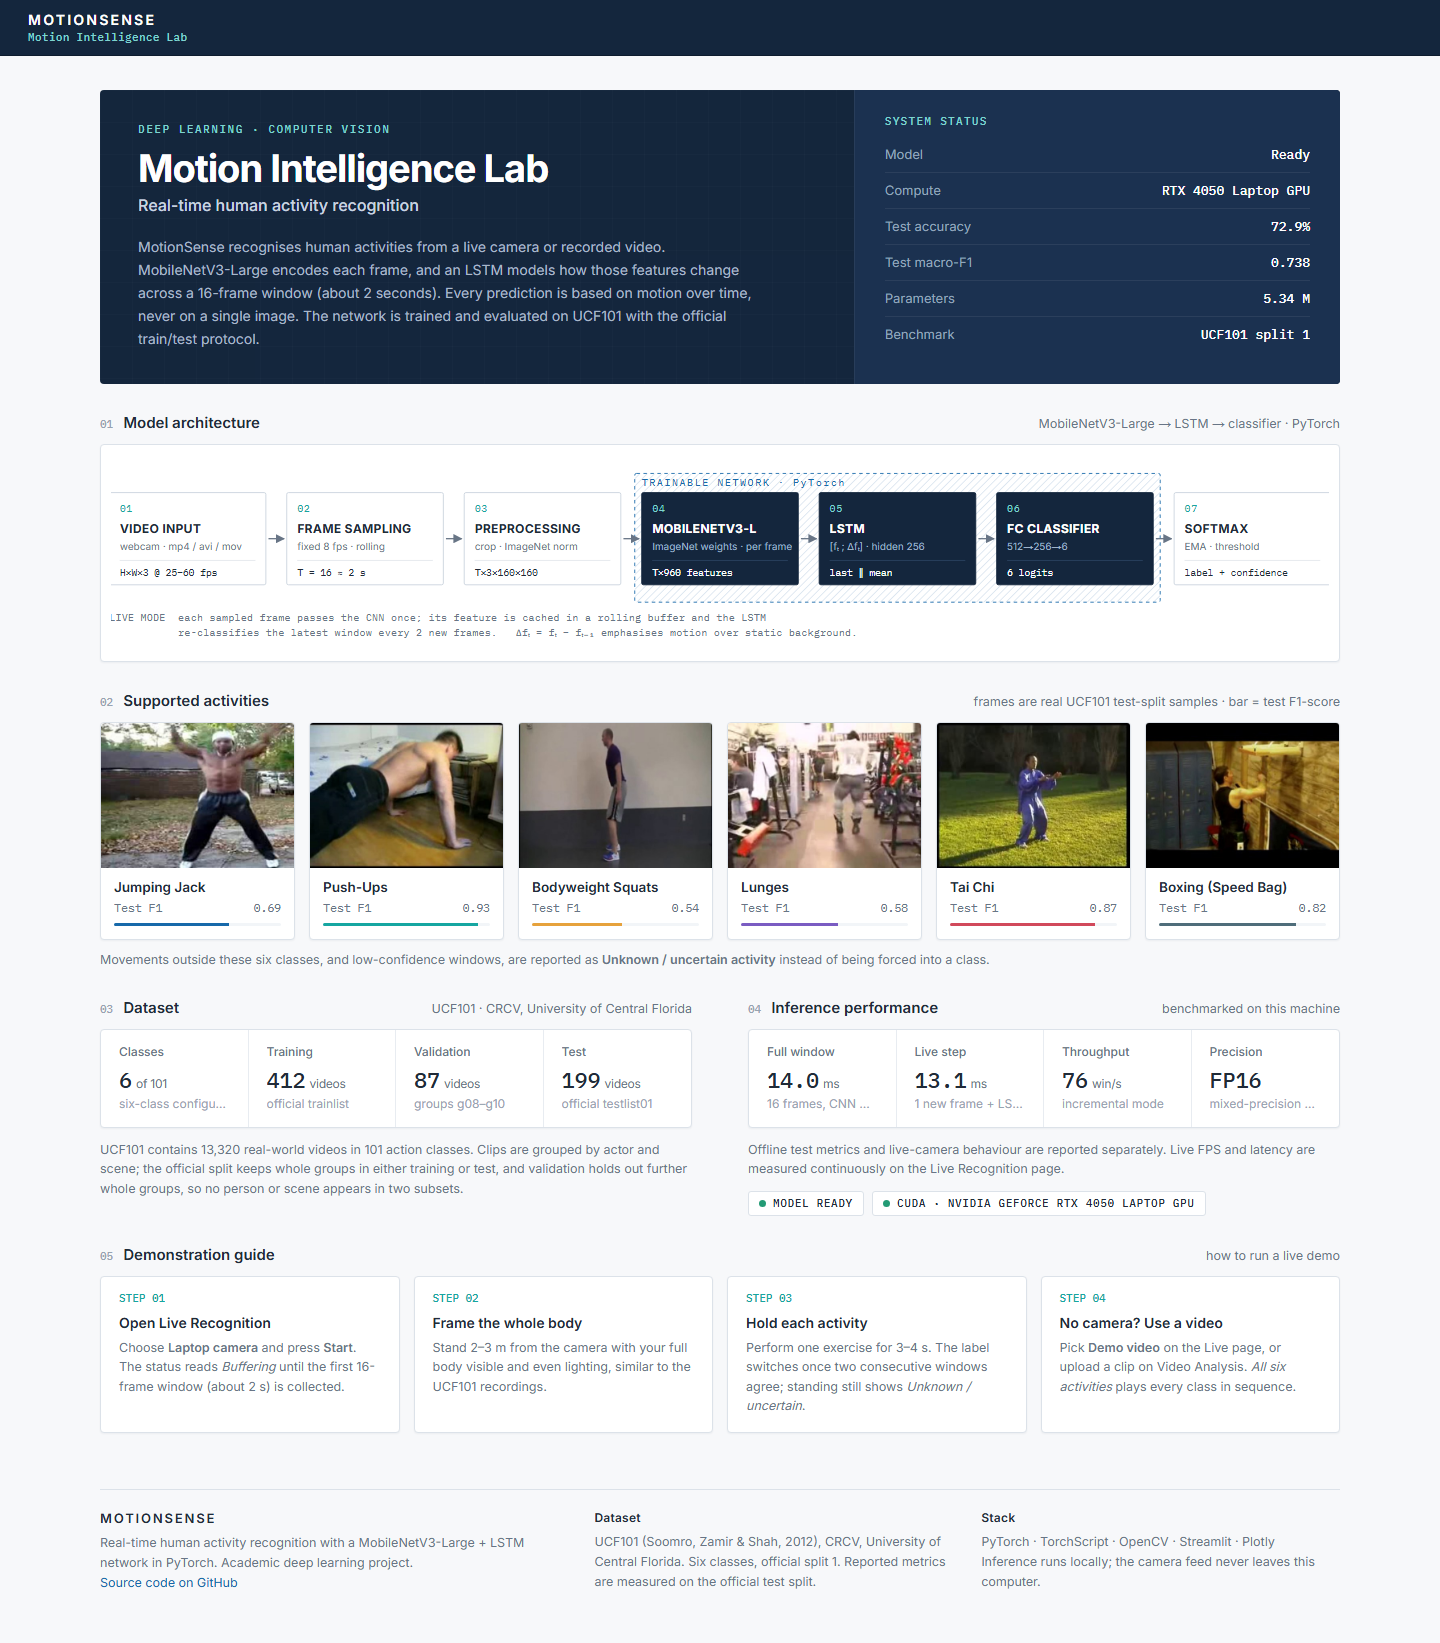 MOTIONSENSE
Motion Intelligence Lab
DEEP LEARNING · COMPUTER VISION
Motion Intelligence Lab
Real-time human activity recognition
MotionSense recognises human activities from a live camera or recorded video.
MobileNetV3-Large encodes each frame, and an LSTM models how those features change
across a 16-frame window (about 2 seconds). Every prediction is based on motion over time,
never on a single image. The network is trained and evaluated on UCF101 with the official
train/test protocol.
SYSTEM STATUS
Model Ready
Compute RTX 4050 Laptop GPU
Test accuracy 72.9%
Test macro-F1 0.738
Parameters 5.34 M
Benchmark UCF101 split 1
01 Model architecture
MobileNetV3-Large → LSTM → classifier · PyTorch
TRAINABLE NETWORK · PyTorch
01
VIDEO INPUT
webcam · mp4 / avi / mov
H×W×3 @ 25–60 fps
02
FRAME SAMPLING
fixed 8 fps · rolling
T = 16 ≈ 2 s
03
PREPROCESSING
crop · ImageNet norm
T×3×160×160
04
MOBILENETV3-L
ImageNet weights · per frame
T×960 features
05
LSTM
[fₜ ; Δfₜ] · hidden 256
last ‖ mean
06
FC CLASSIFIER
512→256→6
6 logits
07
SOFTMAX
EMA · threshold
label + confidence
LIVE MODE each sampled frame passes the CNN once; its feature is cached in a rolling buffer and the LSTM
re-classifies the latest window every 2 new frames. Δfₜ = fₜ − fₜ₋₁ emphasises motion over static background.
02 Supported activities
frames are real UCF101 test-split samples · bar = test F1-score
Jumping Jack
Test F1 0.69
Push-Ups
Test F1 0.93
Bodyweight Squats
Test F1 0.54
Lunges
Test F1 0.58
Tai Chi
Test F1 0.87
Boxing (Speed Bag)
Test F1 0.82
Movements outside these six classes, and low-confidence windows, are reported as Unknown / uncertain activity instead of being forced into a class.
03 Dataset
UCF101 · CRCV, University of Central Florida
Classes
6 of 101
six-class configu...
Training
412 videos
official trainlist
Validation
87 videos
groups g08–g10
Test
199 videos
official testlist01
UCF101 contains 13,320 real-world videos in 101 action classes. Clips are grouped by actor and
scene; the official split keeps whole groups in either training or test, and validation holds out further
whole groups, so no person or scene appears in two subsets.
04 Inference performance
benchmarked on this machine
Full window
14.0 ms
16 frames, CNN ...
Live step
13.1 ms
1 new frame + LS...
Throughput
76 win/s
incremental mode
Precision
FP16
mixed-precision ...
Offline test metrics and live-camera behaviour are reported separately. Live FPS and latency are
measured continuously on the Live Recognition page.
MODEL READY
CUDA · NVIDIA GEFORCE RTX 4050 LAPTOP GPU
05 Demonstration guide
how to run a live demo
STEP 01
Open Live Recognition
Choose Laptop camera and press Start.
The status reads Buffering until the first 16-
frame window (about 2 s) is collected.
STEP 02
Frame the whole body
Stand 2–3 m from the camera with your full
body visible and even lighting, similar to the
UCF101 recordings.
STEP 03
Hold each activity
Perform one exercise for 3–4 s. The label
switches once two consecutive windows
agree; standing still shows Unknown /
uncertain.
STEP 04
No camera? Use a video
Pick Demo video on the Live page, or
upload a clip on Video Analysis. All six
activities plays every class in sequence.
MOTIONSENSE
Real-time human activity recognition with a MobileNetV3-Large + LSTM
network in PyTorch. Academic deep learning project.
Source code on GitHub
Dataset
UCF101 (Soomro, Zamir & Shah, 2012), CRCV, University of
Central Florida. Six classes, official split 1. Reported metrics
are measured on the official test split.
Stack
PyTorch · TorchScript · OpenCV · Streamlit · Plotly
Inference runs locally; the camera feed never leaves this
computer.